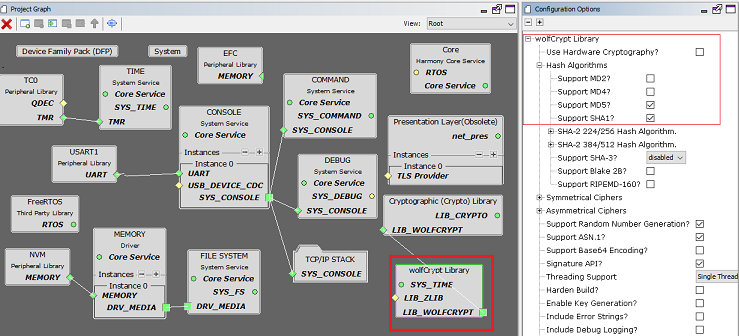 Project Graph
View:
Root
Device Family Pack (DFP)
System
TC0
Peripheral Library
QDEC
TMR
TIME
System Service
Core Service
SYS_TIME
TMR
EFC
Peripheral Library
MEMORY
Core
Harmony Core Service
RTOS
Core Service
CONSOLE
System Service
Core Service
Instances
Instance 0
UART
USB_DEVICE_CDC
SYS_CONSOLE
COMMAND
System Service
Core Service
SYS_COMMAND
SYS_CONSOLE
Presentation Layer(Obsolete)
net_pres
Instance 0
TLS Provider
USART1
Peripheral Library
UART
DEBUG
System Service
Core Service
SYS_DEBUG
SYS_CONSOLE
FreeRTOS
Third Party Library
RTOS
Cryptographic (Crypto) Library
LIB_CRYPTO
LIB_WOLFCRYPT
NVM
Peripheral Library
MEMORY
MEMORY
Driver
Instances
Instance 0
MEMORY
DRV_MEDIA
FILE SYSTEM
System Service
Core Service
SYS_FS
DRV_MEDIA
TCP/IP STACK
SYS_CONSOLE
wolfCrypt Library
SYS_TIME
LIB_ZLIB
LIB_WOLFCRYPT
Configuration Options
wolfCrypt Library
Use Hardware Cryptography?
Hash Algorithms
Support MD2?
Support MD4?
Support MD5?
Support SHA1?
SHA-2 224/256 Hash Algorithm.
SHA-2 384/512 Hash Algorithm.
Support SHA-3? disabled
Support Blake 2B?
Support RIPEMD-160?
Symmetrical Ciphers
Asymmetrical Ciphers
Support Random Number Generation?
Support ASN.1?
Support Base64 Encoding?
Signature API?
Threading Support Single Thread
Harden Build?
Enable Key Generation?
Include Error Strings?
Include Debug Logging?